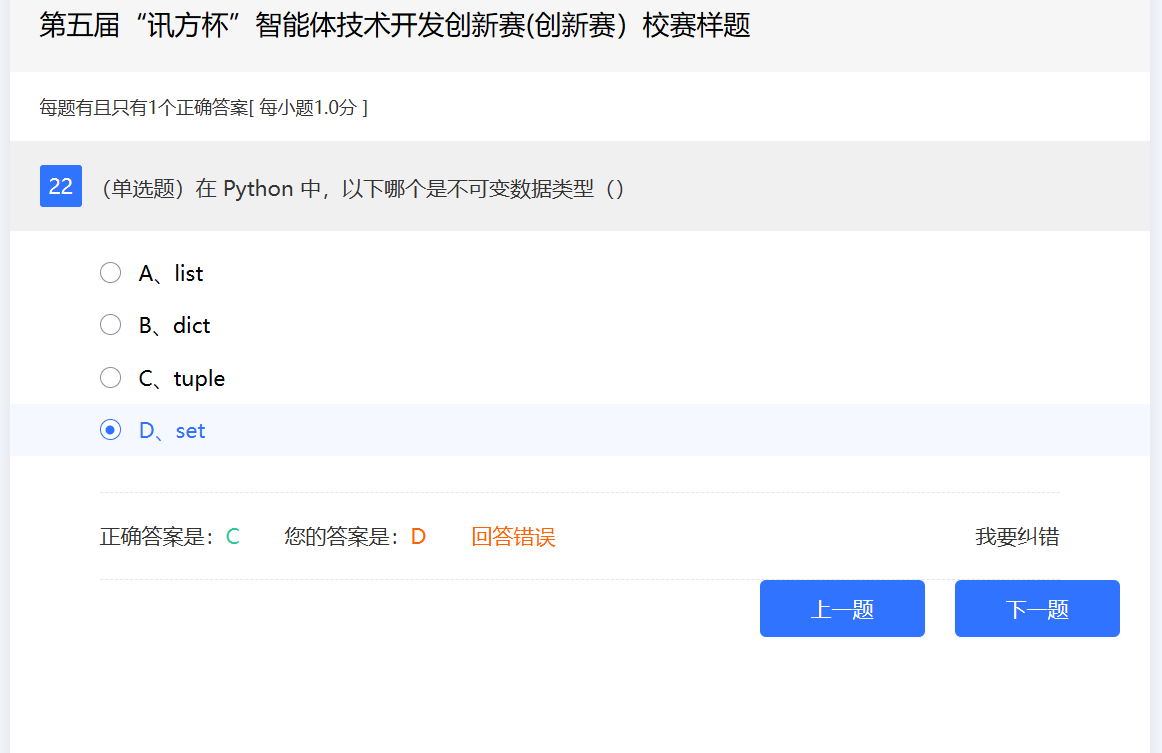 第五届“讯方杯”智能体技术开发创新赛(创新赛）校赛样题
每题有且只有1个正确答案[ 每小题1.0分 ]
22 （单选题）在 Python 中，以下哪个是不可变数据类型（）
A、list
B、dict
C、tuple
D、set
正确答案是：C 您的答案是：D 回答错误 我要纠错
上一题 下一题